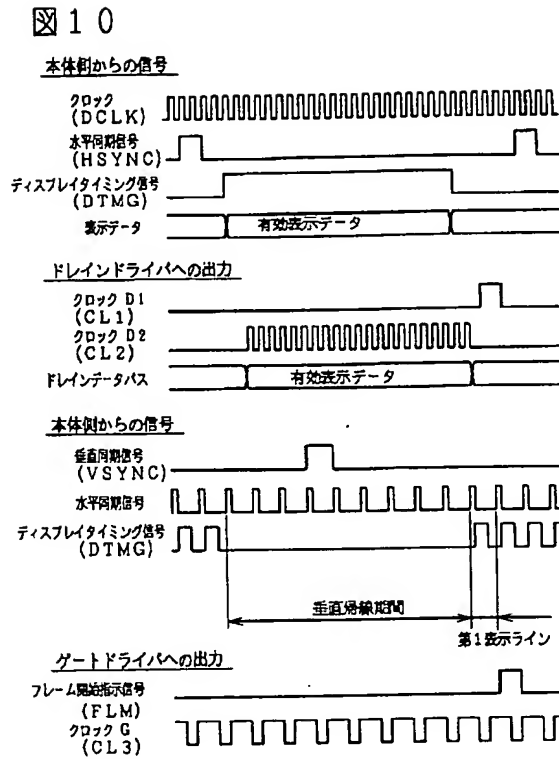 図10
本体側からの信号
クロック
(DCLK)
水平同期信号
(HSYNC)
ディスプレイタイミング信号
(DTMG)
表示データ
有効表示データ
ドレインドライバへの出力
クロック D1
(CL1)
クロック D2
(CL2)
ドレインデータバス
有効表示データ
本体側からの信号
垂直同期信号
(VSYNC)
水平同期信号
ディスプレイタイミング信号
(DTMG)
垂直帰線期間
第1表示ライン
ゲートドライバへの出力
フレーム開始指示信号
(FLM)
クロック G
(CL3)